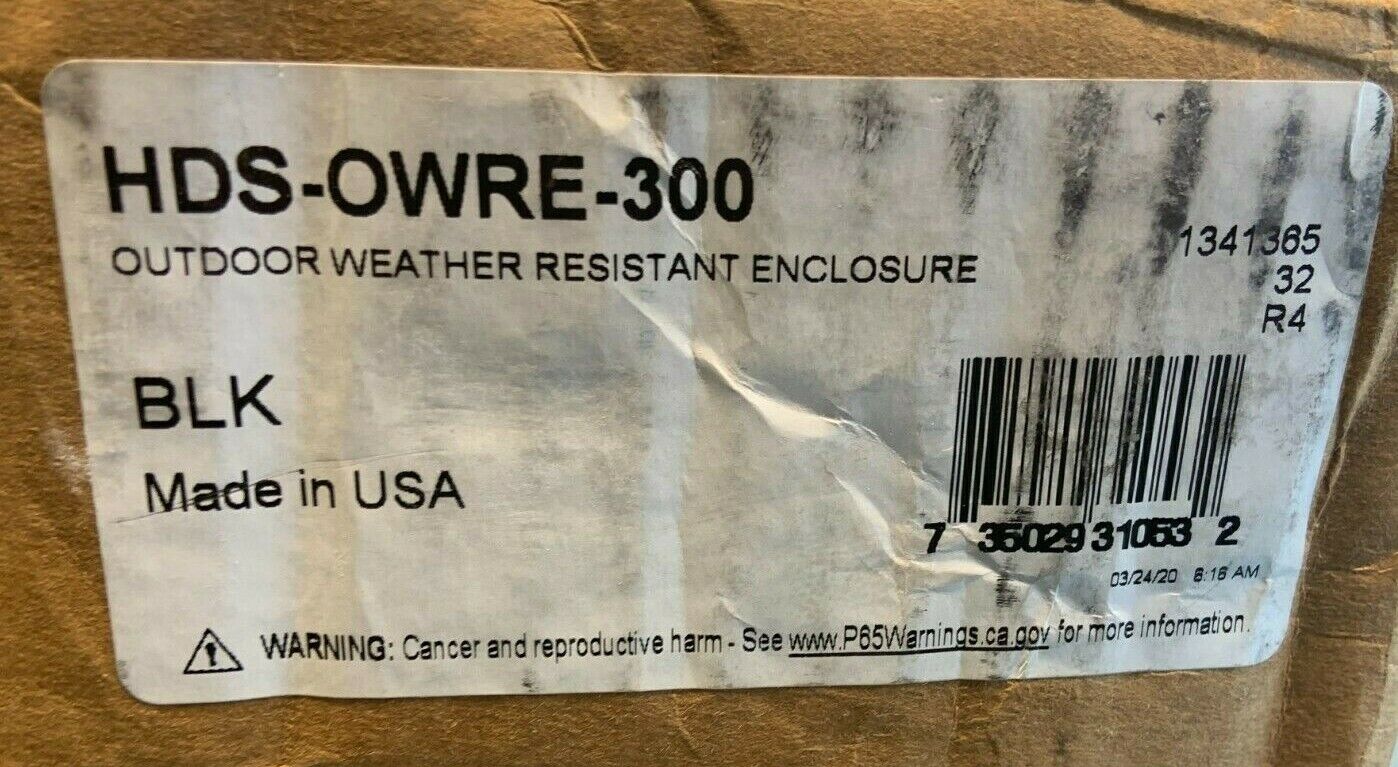 HDS-OWRE-300
OUTDOOR WEATHER RESISTANT ENCLOSURE
1341365
32
R4
BLK
Made in USA
7 35029 31053 2
03/24/20 6:16 AM
WARNING: Cancer and reproductive harm - See www.P65Warnings.ca.gov for more information.